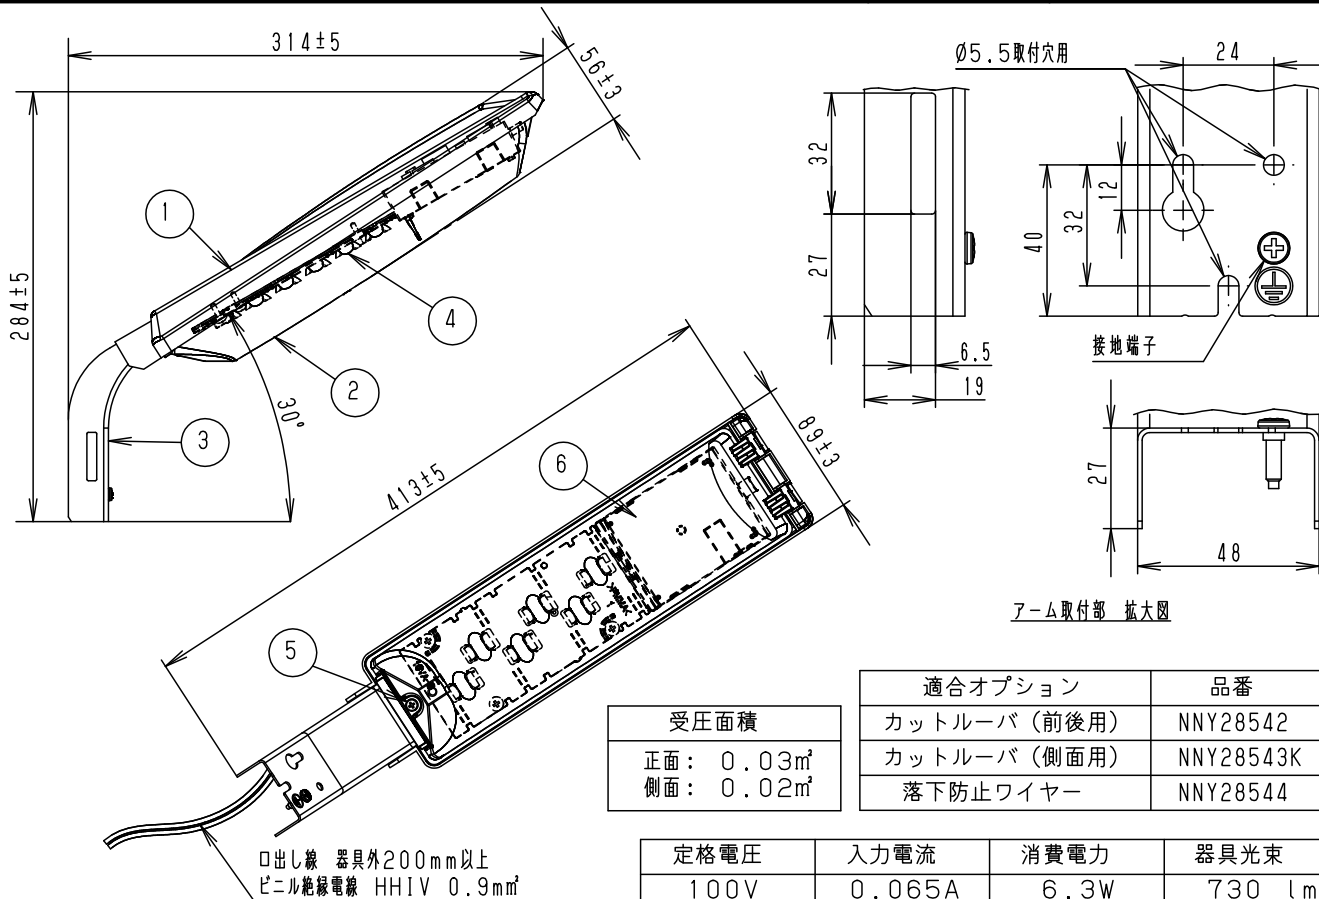 314±5
56±3
284±5
1
2
3
4
30°
Ø5.5取付穴用
24
32
27
6.5
19
12
32
40
接地端子
27
48
アーム取付部 拡大図
413±5
89±3
5
6
口出し線 器具外200mm以上
ビニル絶縁電線 HHIV 0.9m㎡
受圧面積
正面: 0.03㎡
側面: 0.02㎡
適合オプション 品番
カットルーバ（前後用） NNY28542
カットルーバ（側面用） NNY28543K
落下防止ワイヤー NNY28544
定格電圧 入力電流 消費電力 器具光束
100V 0.065A 6.3W 730 lm